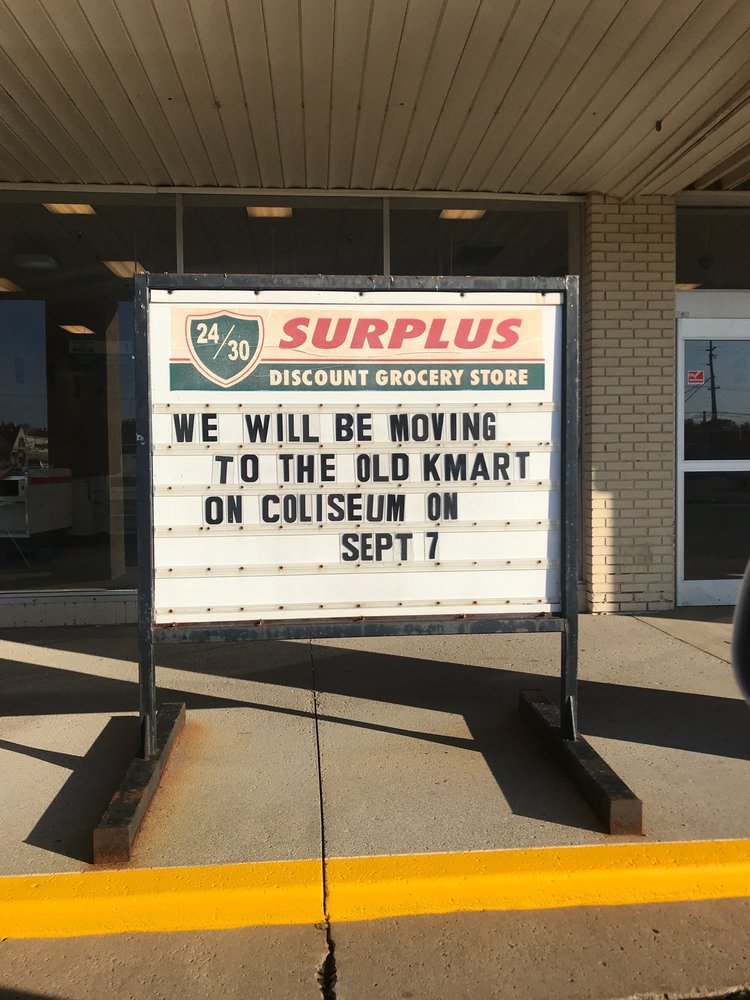 24/30
SURPLUS
DISCOUNT GROCERY STORE
WE WILL BE MOVING
TO THE OLD KMART
ON COLISEUM ON
SEPT 7